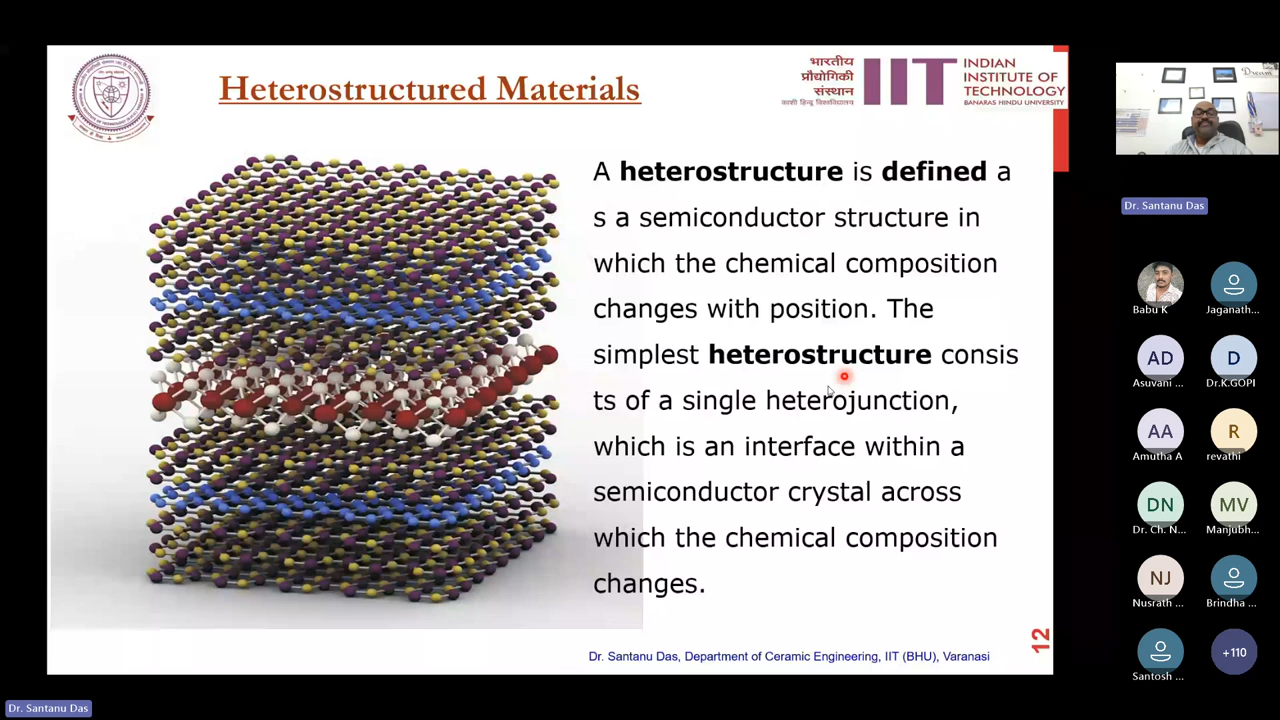 Heterostructured Materials
भारतीय
प्रौद्योगिकी
संस्थान
काशी हिन्दू विश्वविद्यालय
IIT
INDIAN
INSTITUTE OF
TECHNOLOGY
BANARAS HINDU UNIVERSITY
A heterostructure is defined a
s a semiconductor structure in
which the chemical composition
changes with position. The
simplest heterostructure consis
ts of a single heterojunction,
which is an interface within a
semiconductor crystal across
which the chemical composition
changes.
12
Dr. Santanu Das, Department of Ceramic Engineering, IIT (BHU), Varanasi
Dr. Santanu Das
Dream
Dr. Santanu Das
Babu K
Jaganath...
AD
D
Asuvani ...
Dr.K.GOPI
AA
R
Amutha A
revathi
DN
MV
Dr. Ch. N...
Manjubh...
NJ
Nusrath ...
Brindha ...
+110
Santosh ...